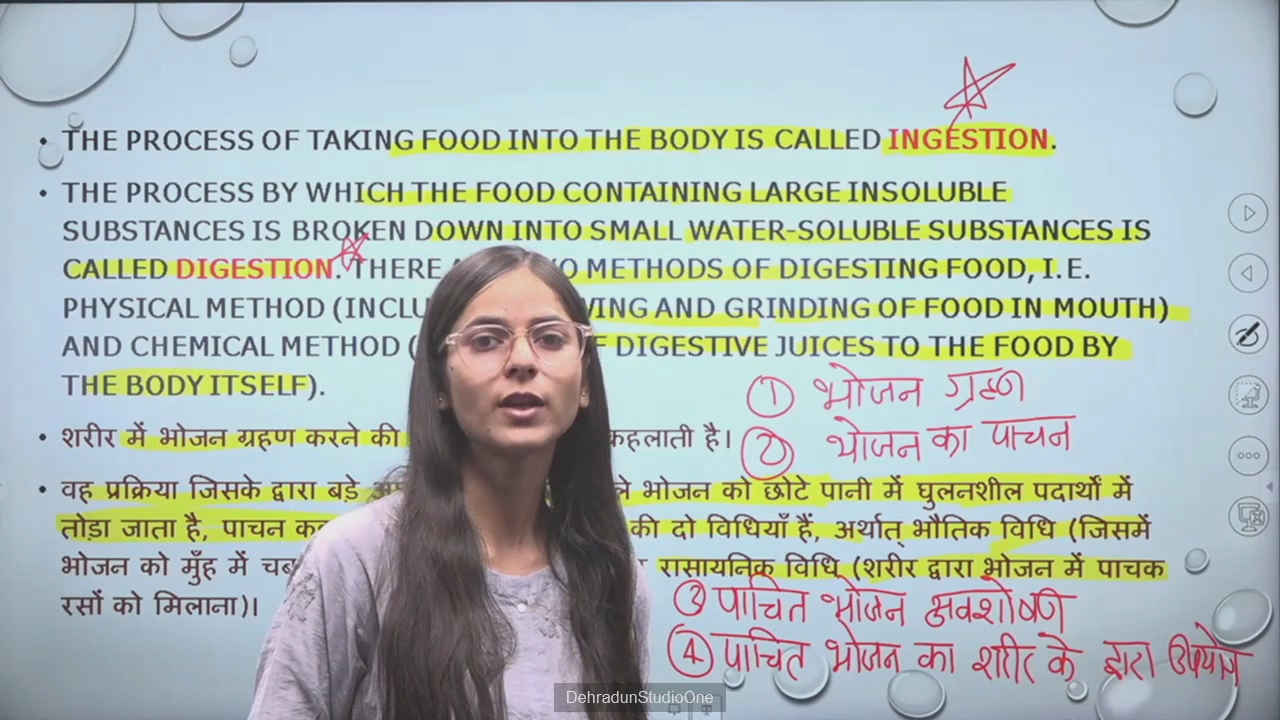 • THE PROCESS OF TAKING FOOD INTO THE BODY IS CALLED INGESTION.
• THE PROCESS BY WHICH THE FOOD CONTAINING LARGE INSOLUBLE
SUBSTANCES IS BROKEN DOWN INTO SMALL WATER-SOLUBLE SUBSTANCES IS
CALLED DIGESTION. THERE METHODS OF DIGESTING FOOD, I.E.
PHYSICAL METHOD AND GRINDING OF FOOD IN MOUTH)
AND CHEMICAL METHOD DIGESTIVE JUICES TO THE FOOD BY
THE BODY ITSELF).
① भोजन ग्रहण
② भोजन का पाचन
• शरीर में भोजन ग्रहण करने की कहलाती है।
• वह प्रक्रिया जिसके द्वारा बड़े भोजन को छोटे पानी में घुलनशील पदार्थों में
तोड़ा जाता है, पाचन की दो विधियाँ हैं, अर्थात् भौतिक विधि (जिसमें
भोजन को मुँह में रासायनिक विधि (शरीर द्वारा भोजन में पाचक
रसों को मिलाना)।
③ पाचित भोजन अवशोषण
④ पाचित भोजन का शरीर के द्वारा उपयोग
DehradunStudioOne